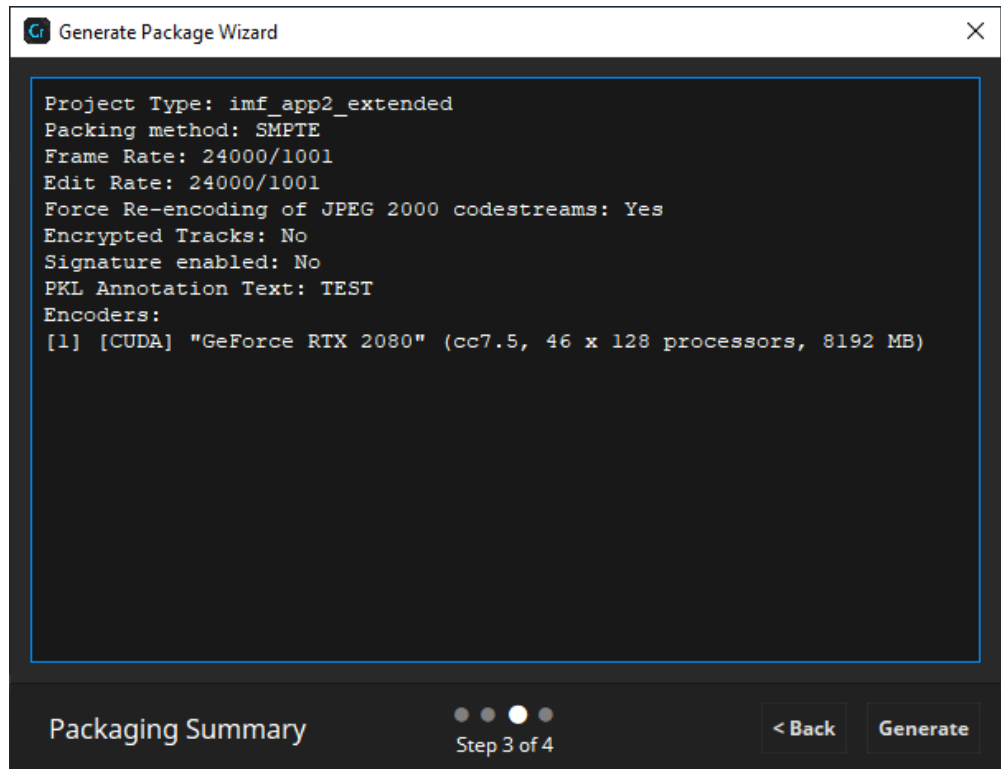 Cr Generate Package Wizard
Project Type: imf_app2_extended
Packing method: SMPTE
Frame Rate: 24000/1001
Edit Rate: 24000/1001
Force Re-encoding of JPEG 2000 codestreams: Yes
Encrypted Tracks: No
Signature enabled: No
PKL Annotation Text: TEST
Encoders:
[1] [CUDA] "GeForce RTX 2080" (cc7.5, 46 x 128 processors, 8192 MB)
Packaging Summary
Step 3 of 4
< Back
Generate